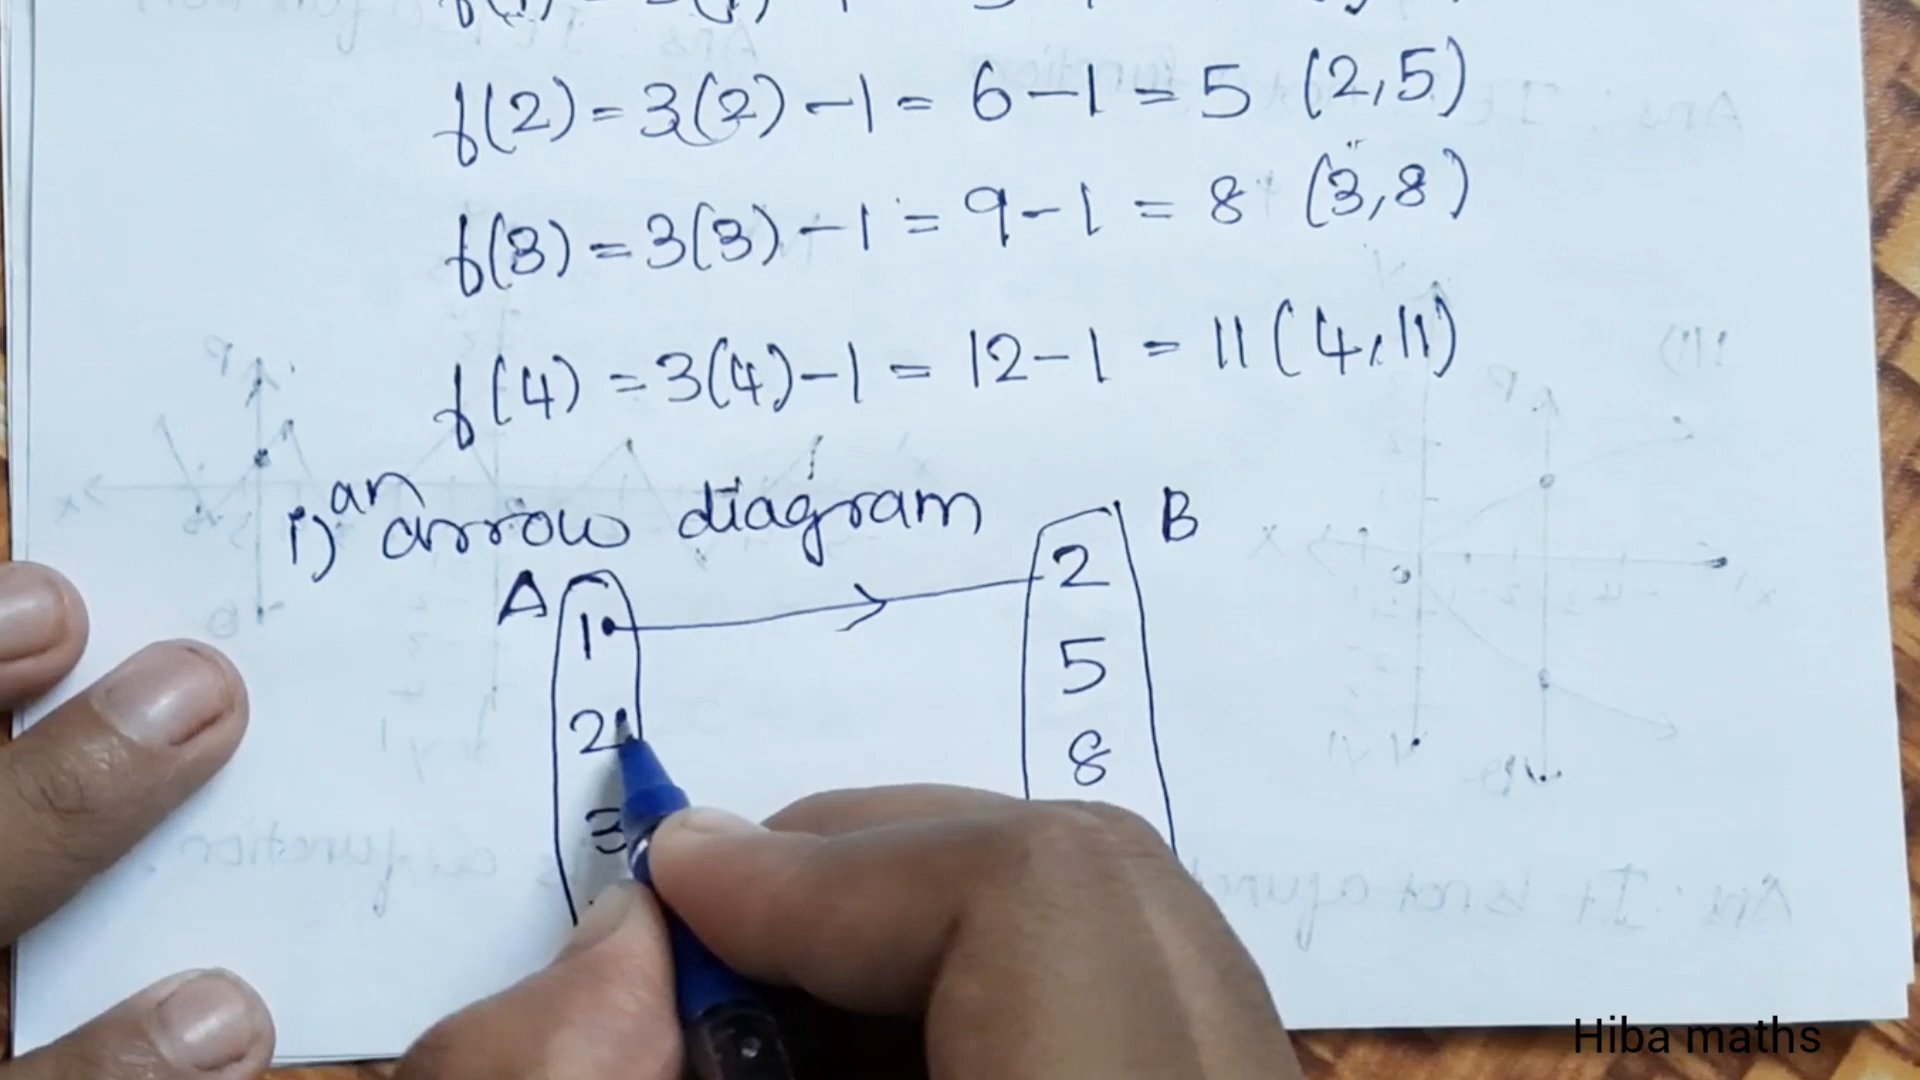 f(2) = 3(2) - 1 = 6 - 1 = 5 (2,5)
f(3) = 3(3) - 1 = 9 - 1 = 8 (3,8)
f(4) = 3(4) - 1 = 12 - 1 = 11 (4,11)
i) an arrow diagram
A
B
1
2
2
5
3
8
Hiba maths